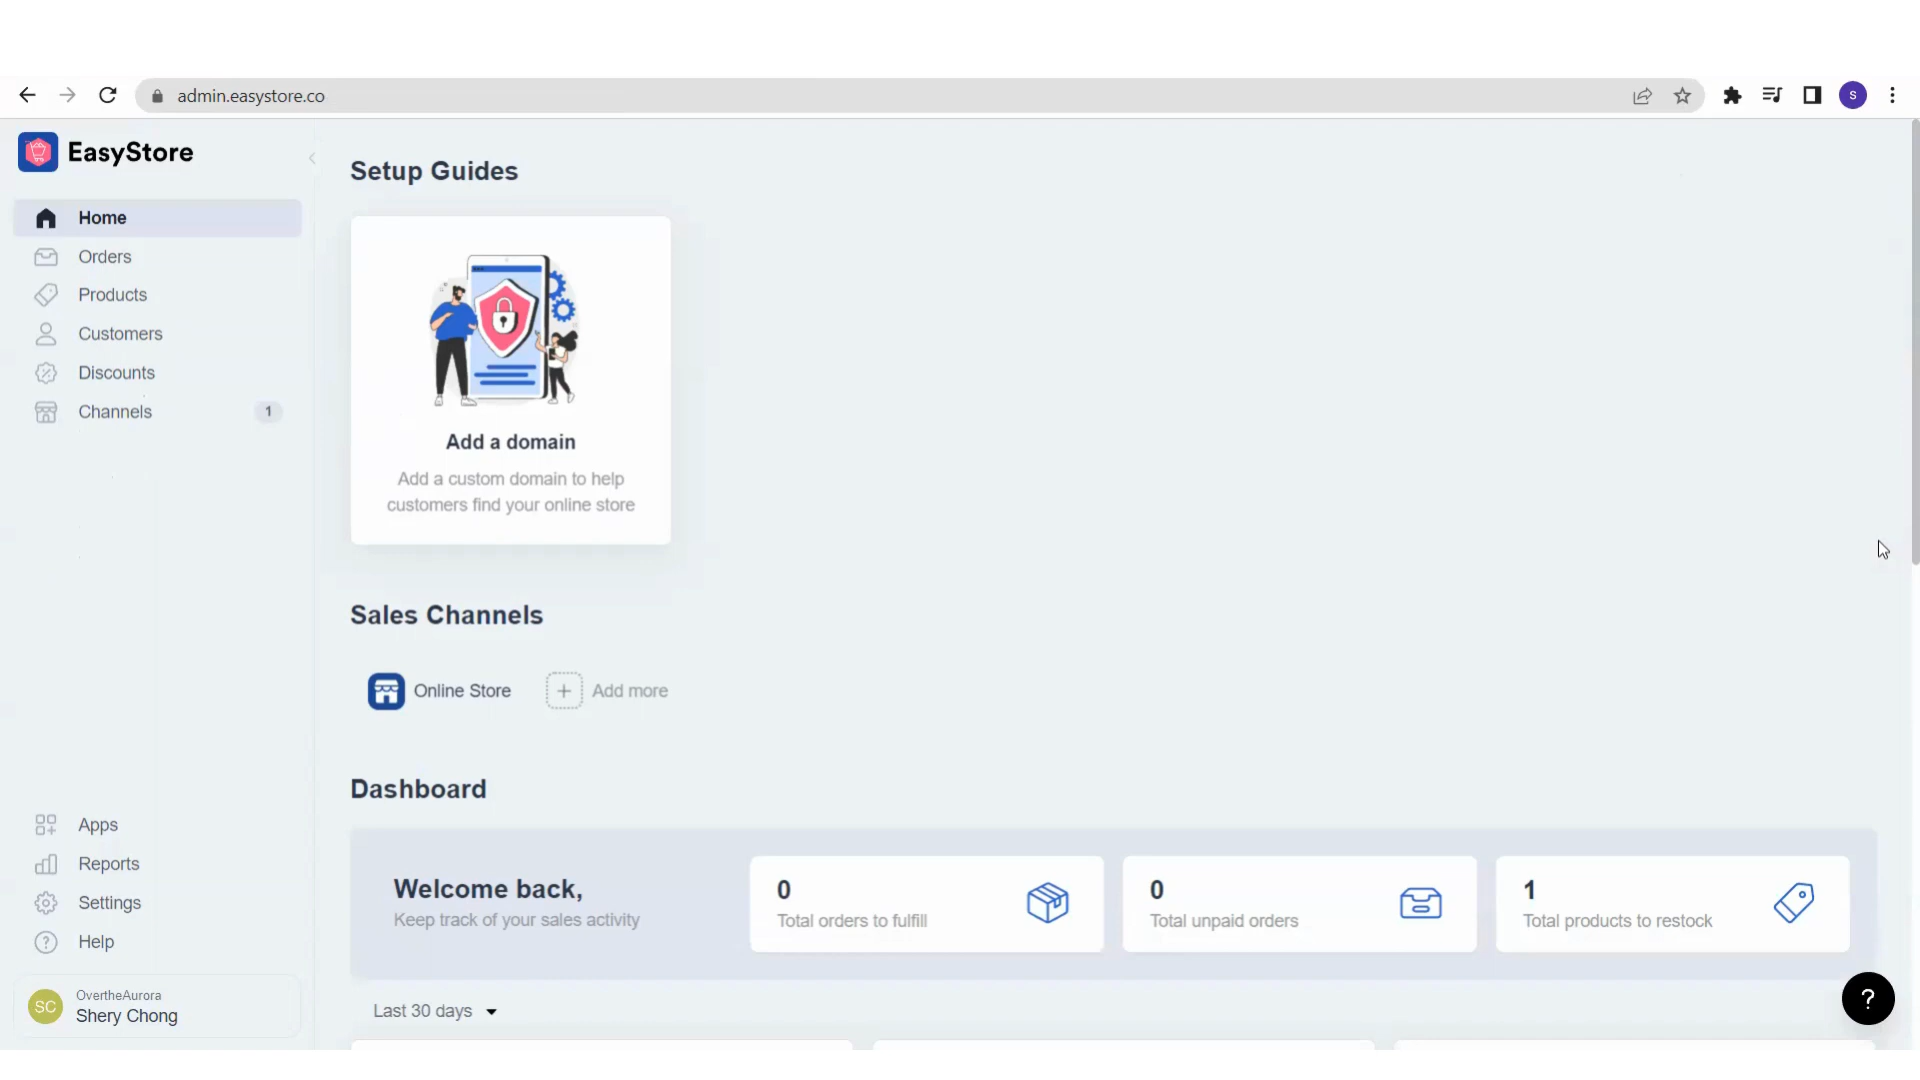 admin.easystore.co
S
EasyStore
Home
Orders
Products
Customers
Discounts
Channels 1
Apps
Reports
Settings
Help
SC
OvertheAurora
Shery Chong
Setup Guides
Add a domain
Add a custom domain to help
customers find your online store
Sales Channels
Online Store
+ Add more
Dashboard
Welcome back,
Keep track of your sales activity
0
Total orders to fulfill
0
Total unpaid orders
1
Total products to restock
Last 30 days
?